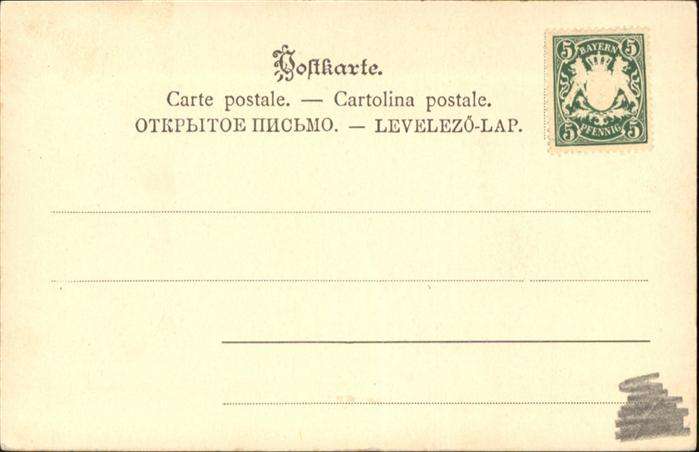 Postkarte.
Carte postale. — Cartolina postale.
ОТКРЫТОЕ ПИСЬМО. — LEVELEZŐ-LAP.
5 BAYERN 5
5 PFENNIG 5